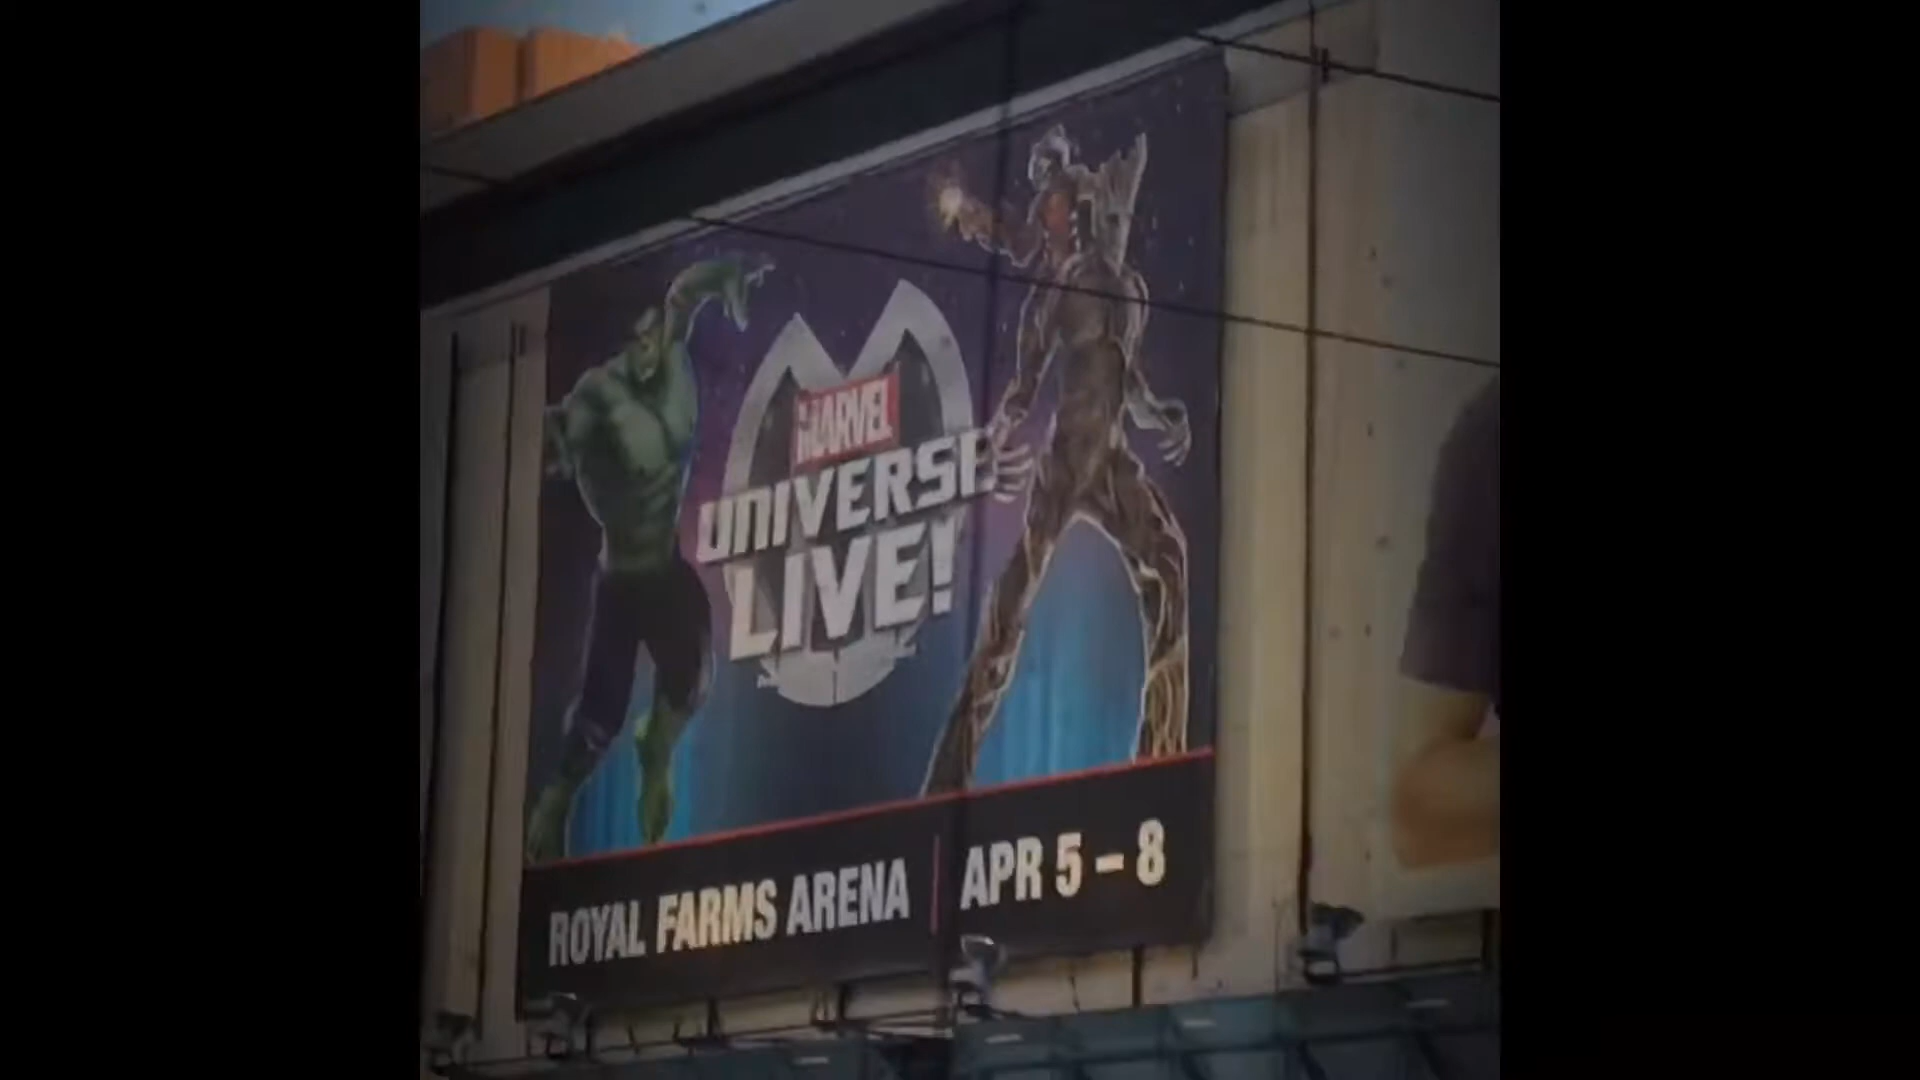 MARVEL
UNIVERSE
LIVE!
ROYAL FARMS ARENA | APR 5 - 8